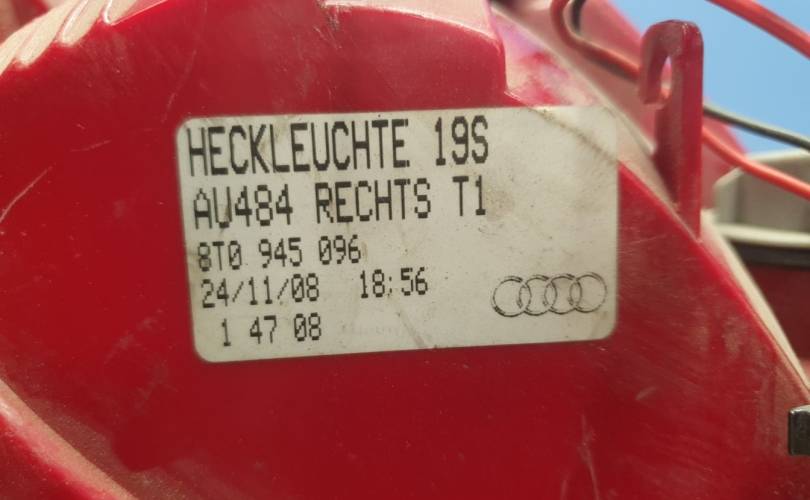 HECKLEUCHTE 19S
AU484 RECHTS T1
8T0 945 096
24/11/08 18:56
1 47 08